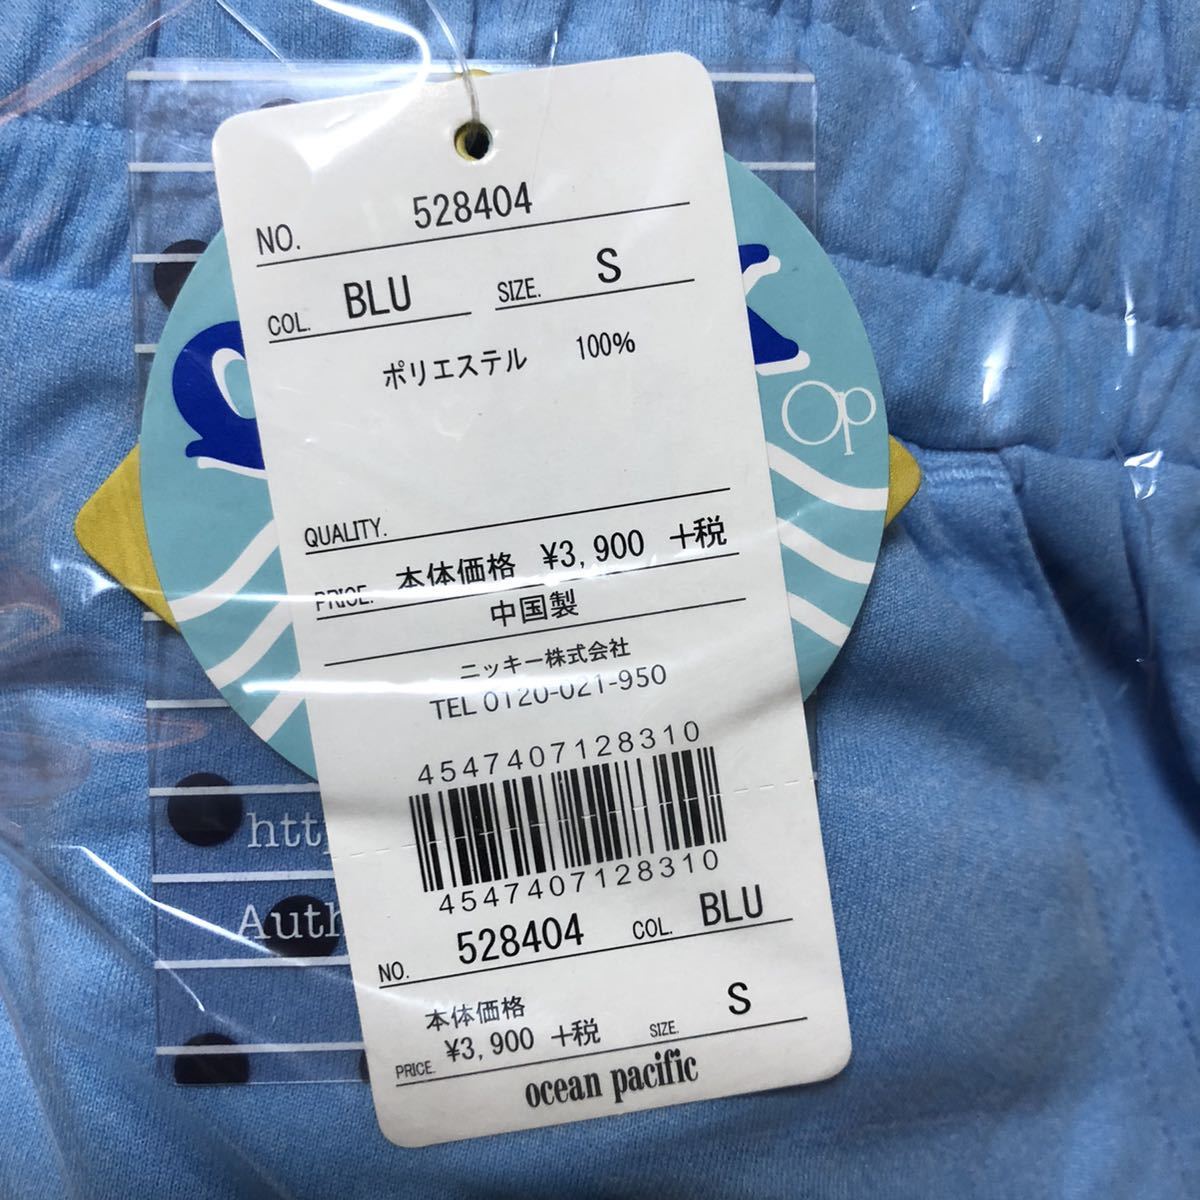 NO. 528404
COL. BLU SIZE. S
ポリエステル 100%
QUALITY.
PRICE. 本体価格 ¥3,900 +税
中国製
ニッキー株式会社
TEL 0120-021-950
4547407128310
4547407128310
NO. 528404 COL. BLU
本体価格
PRICE. ¥3,900 +税 SIZE. S
ocean pacific
Op